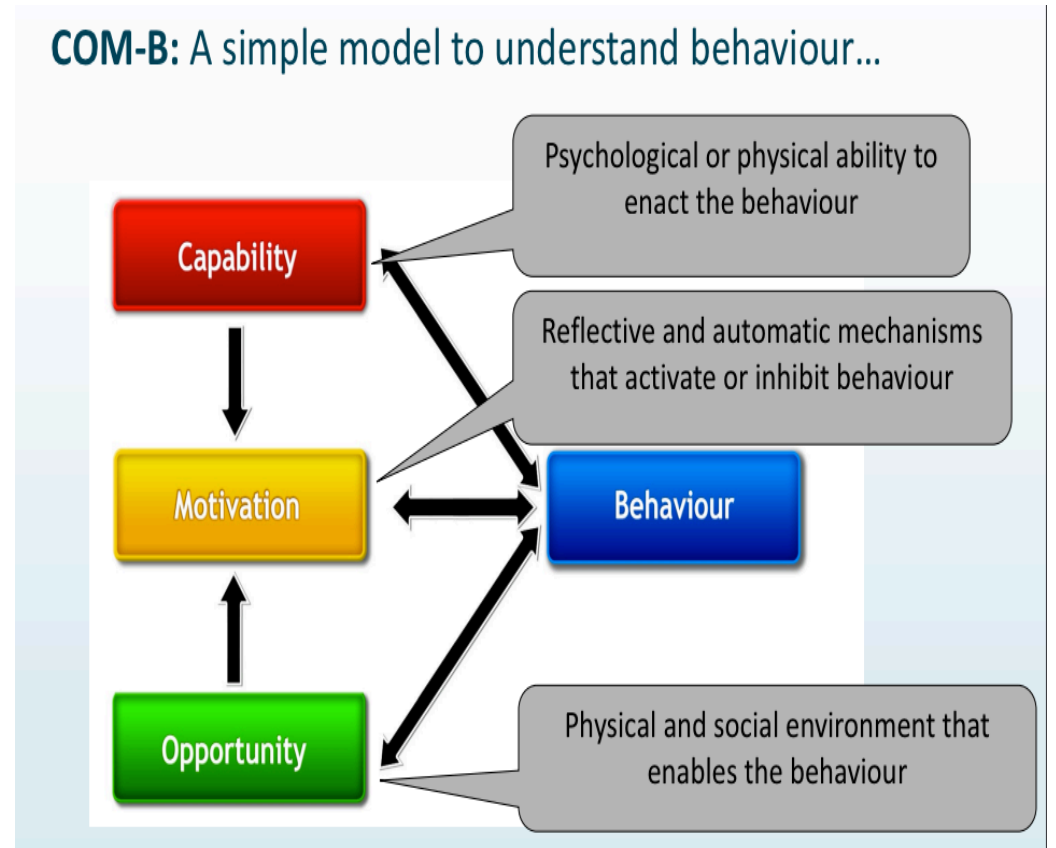 COM-B: A simple model to understand behaviour...
Psychological or physical ability to
enact the behaviour
Capability
Reflective and automatic mechanisms
that activate or inhibit behaviour
Motivation
Behaviour
Physical and social environment that
enables the behaviour
Opportunity